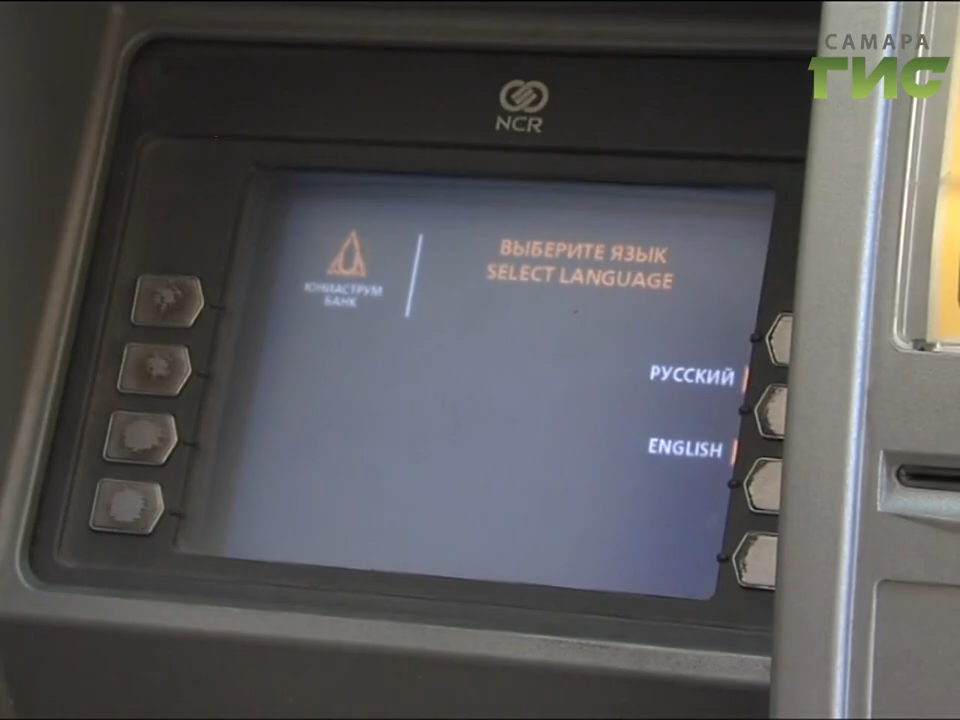 САМАРА
ГИС
NCR
ВЫБЕРИТЕ ЯЗЫК
SELECT LANGUAGE
ЮНИАСТРУМ
БАНК
РУССКИЙ
ENGLISH